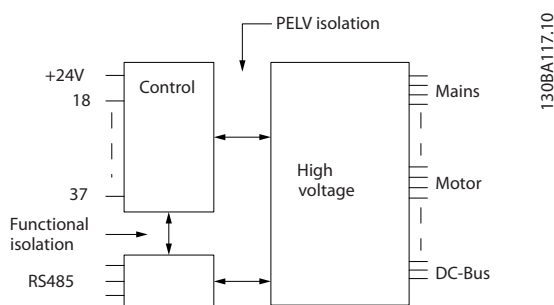 PELV isolation
+24V
Control
18
37
Functional
isolation
RS485
High
voltage
Mains
Motor
DC-Bus
130BA117.10